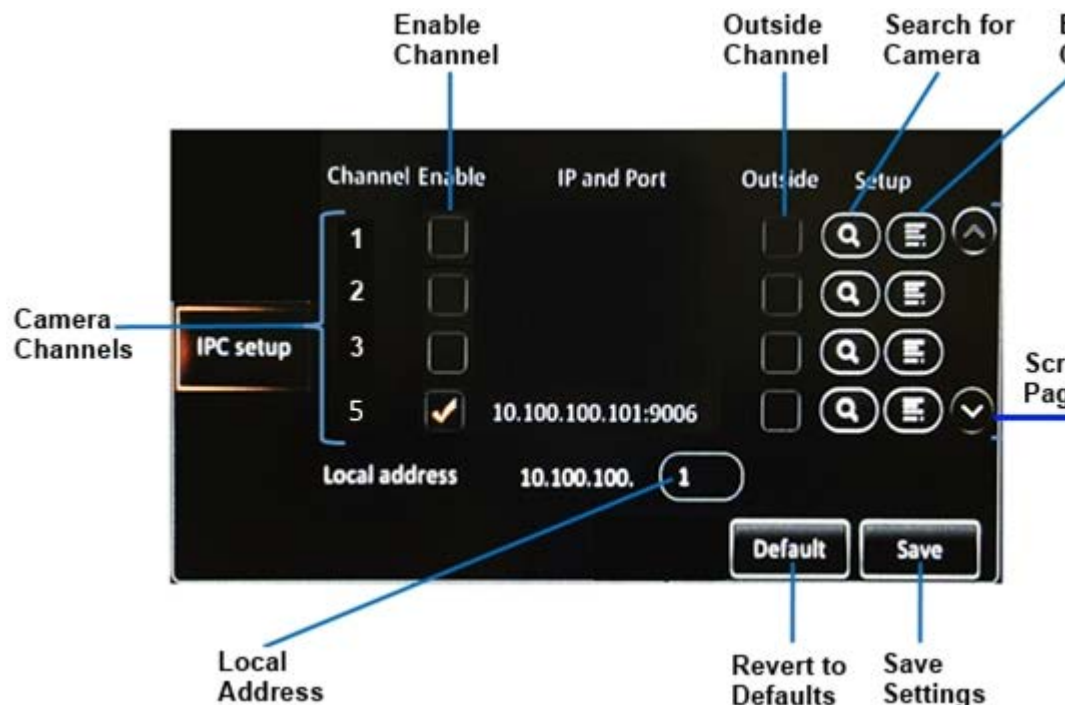 Enable
Channel
Outside
Channel
Search for
Camera
Channel Enable IP and Port Outside Setup
1
2
3
5 10.100.100.101:9006
Camera
Channels
IPC setup
Local address 10.100.100. 1
Default Save
Local
Address
Revert to
Defaults
Save
Settings